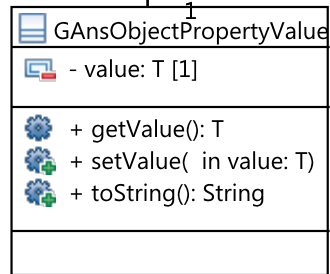 1
GAnsObjectPropertyValue
- value: T [1]
+ getValue(): T
+ setValue(  in value: T)
+ toString(): String